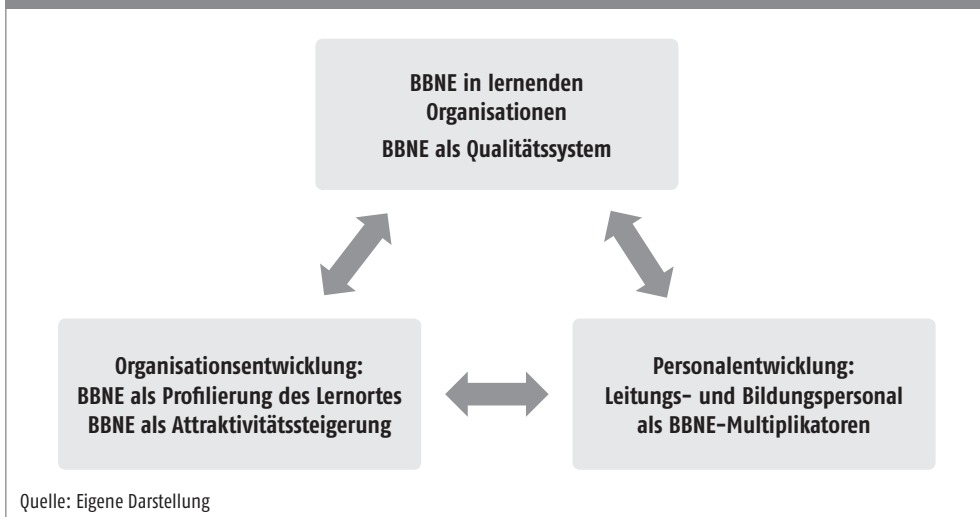 BBNE in lernenden
Organisationen
BBNE als Qualitätssystem
Organisationsentwicklung:
BBNE als Profilierung des Lernortes
BBNE als Attraktivitätssteigerung
Personalentwicklung:
Leitungs- und Bildungspersonal
als BBNE-Multiplikatoren
Quelle: Eigene Darstellung